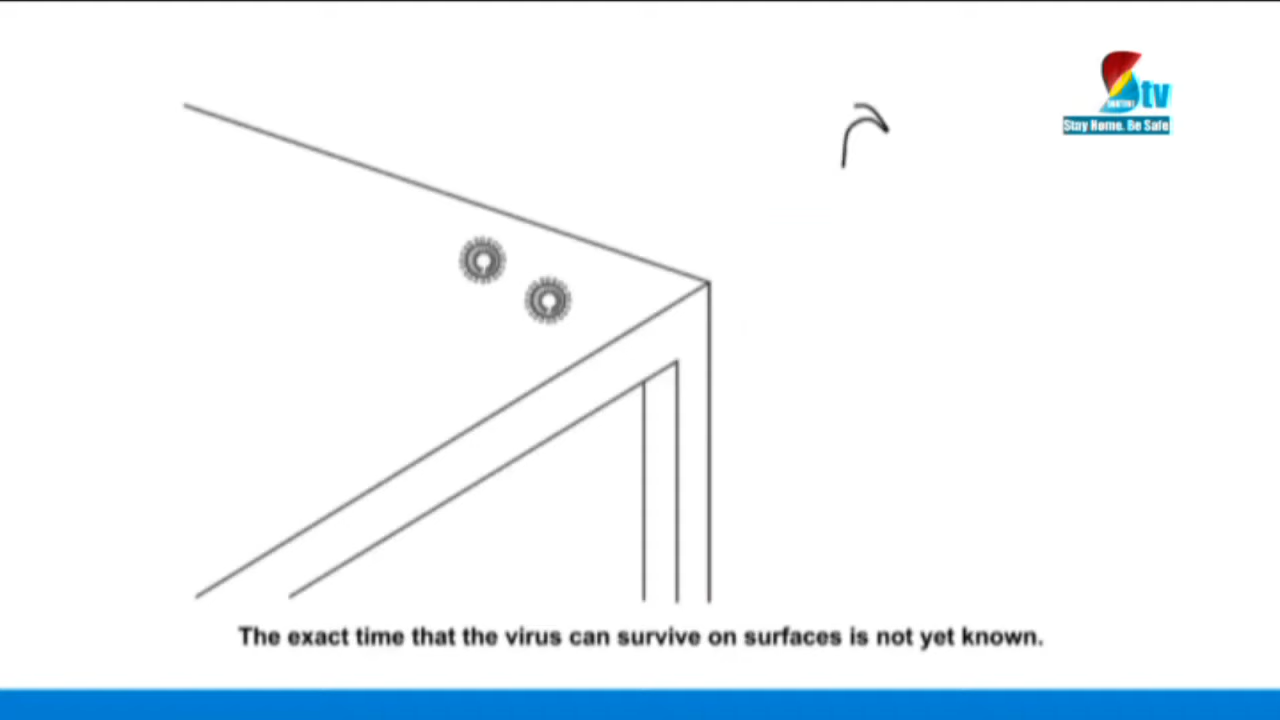 tv
Stay Home. Be Safe
The exact time that the virus can survive on surfaces is not yet known.